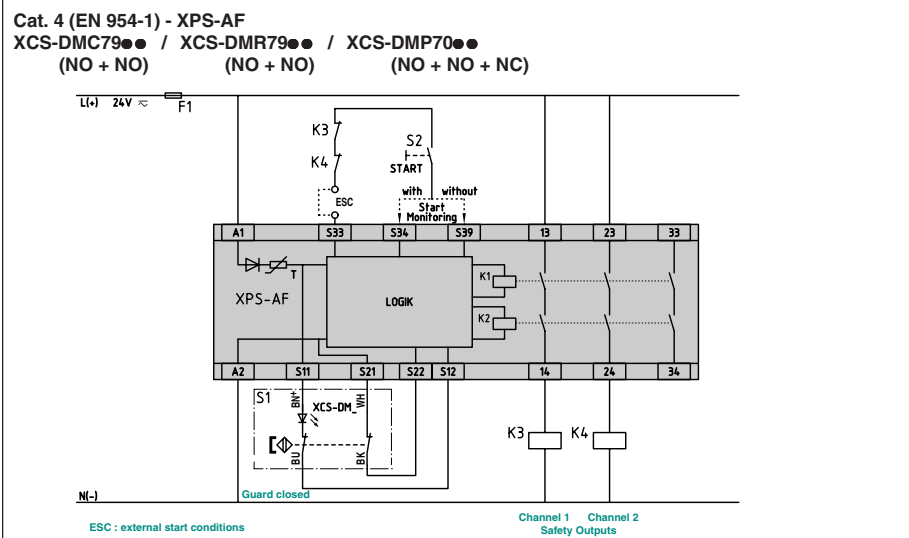 Cat. 4 (EN 954-1) - XPS-AF
XCS-DMC79●● / XCS-DMR79●● / XCS-DMP70●●
(NO + NO) (NO + NO) (NO + NO + NC)
L(+) 24V ≂ F1
K3
S2
K4
START
ESC
with without
Start
Monitoring
A1 S33 S34 S39 13 23 33
T
K1
XPS-AF
LOGIK
K2
A2 S11 S21 S22 S12 14 24 34
S1 BN+ XCS-DM_ WH
K3 K4
BU BK
N(-)
Guard closed
ESC : external start conditions
Channel 1 Channel 2
Safety Outputs